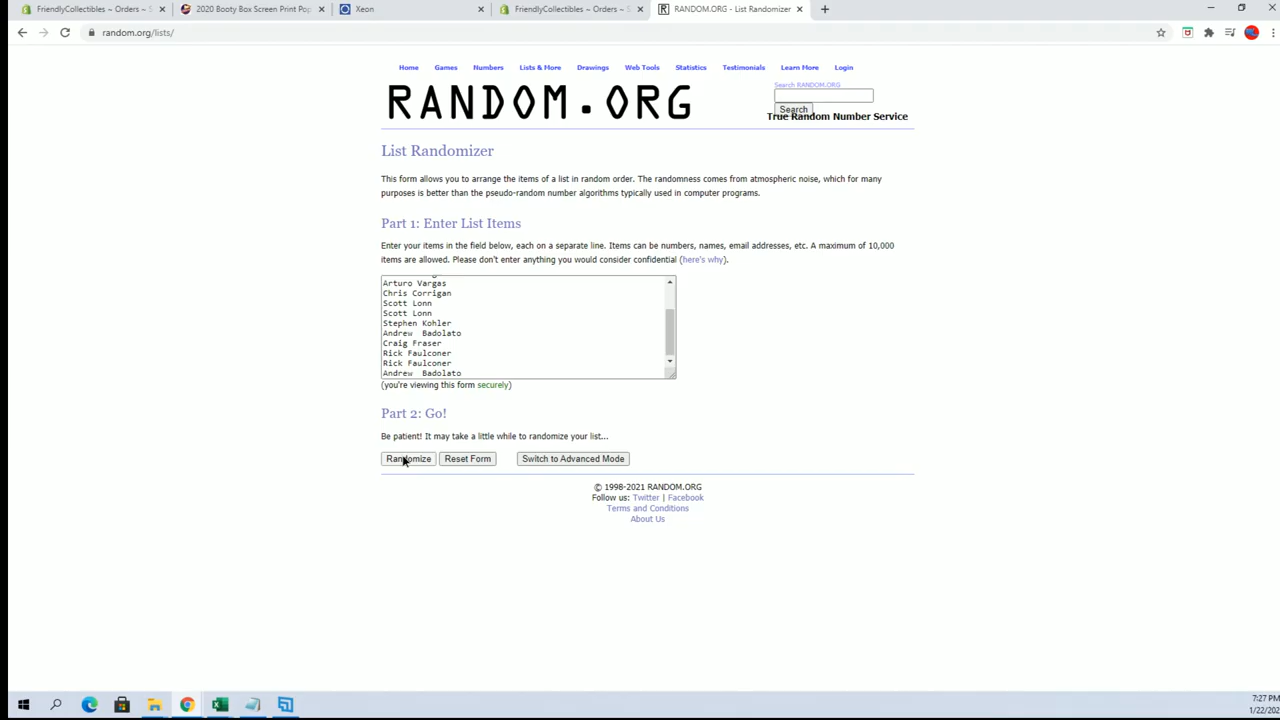 FriendlyCollectibles ~ Orders ~ S
2020 Booty Box Screen Print Pop
Xeon
FriendlyCollectibles ~ Orders ~ S
RANDOM.ORG - List Randomizer
random.org/lists/
Home Games Numbers Lists & More Drawings Web Tools Statistics Testimonials Learn More Login
RANDOM.ORG
Search RANDOM.ORG
Search
True Random Number Service
List Randomizer
This form allows you to arrange the items of a list in random order. The randomness comes from atmospheric noise, which for many
purposes is better than the pseudo-random number algorithms typically used in computer programs.
Part 1: Enter List Items
Enter your items in the field below, each on a separate line. Items can be numbers, names, email addresses, etc. A maximum of 10,000
items are allowed. Please don't enter anything you would consider confidential (here's why).
Arturo Vargas
Chris Corrigan
Scott Lonn
Scott Lonn
Stephen Kohler
Andrew  Badolato
Craig Fraser
Rick Faulconer
Rick Faulconer
Andrew  Badolato
(you're viewing this form securely)
Part 2: Go!
Be patient! It may take a little while to randomize your list...
Randomize Reset Form Switch to Advanced Mode
© 1998-2021 RANDOM.ORG
Follow us: Twitter | Facebook
Terms and Conditions
About Us
7:27 PM
1/22/202